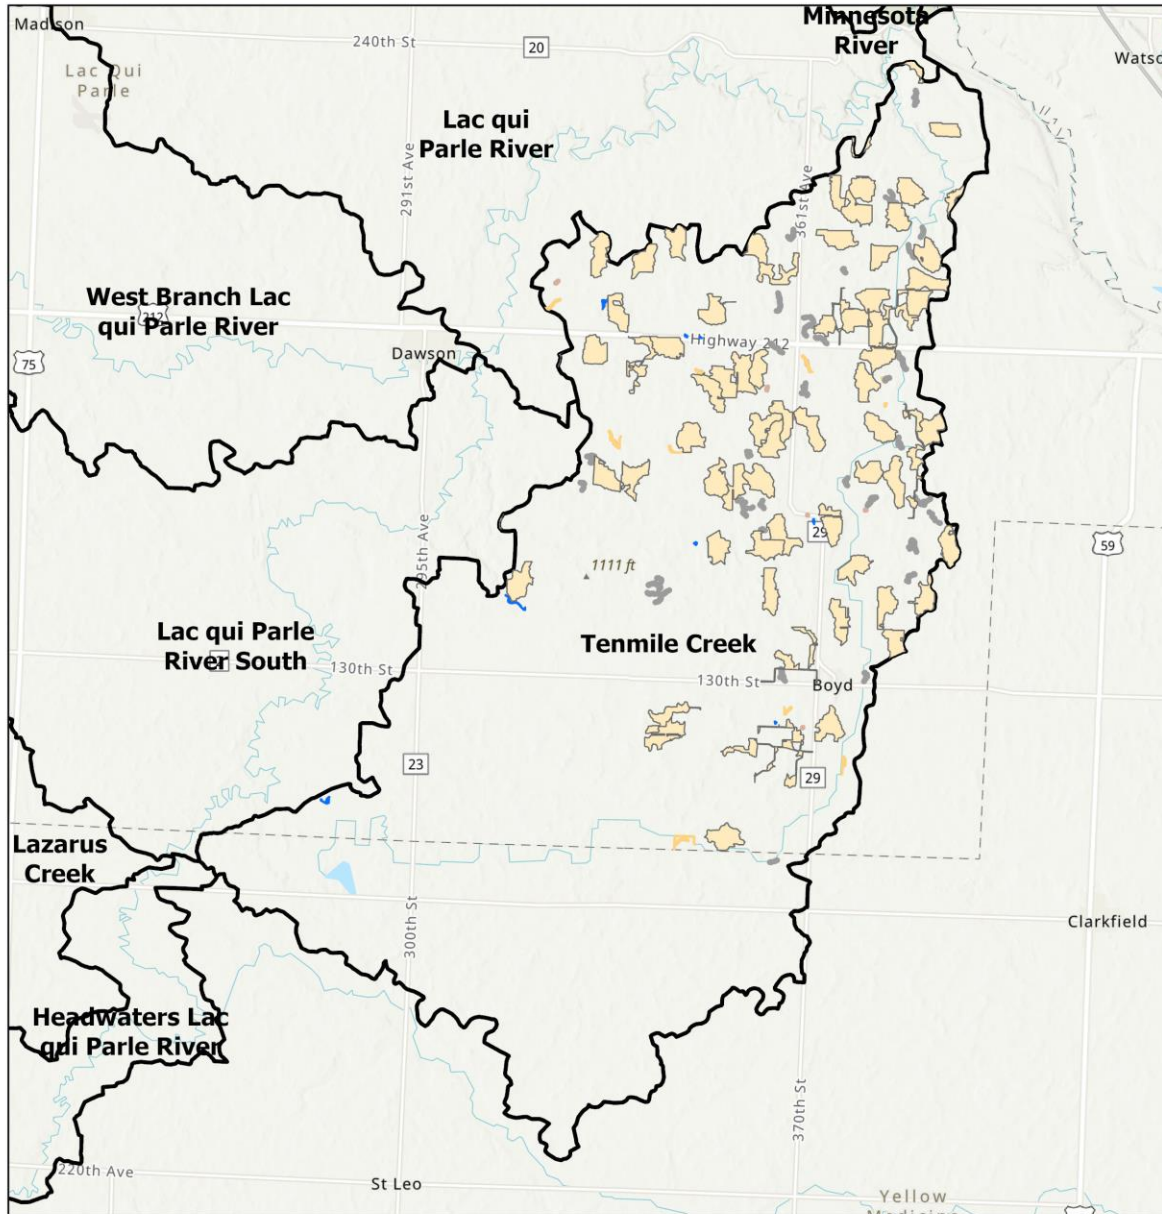 Madison
240th St
20
Minnesota
River
Lac Qui
Parle
Lac qui
Parle River
291st Ave
361st Ave
West Branch Lac
qui Parle River
212
Highway 212
75
Dawson
295th Ave
29
59
1111 ft
Lac qui Parle
River South
130th St
Tenmile Creek
130th St
Boyd
23
29
Lazarus
Creek
300th St
Clarkfield
Headwaters Lac
qui Parle River
370th St
220th Ave
St Leo
Yellow